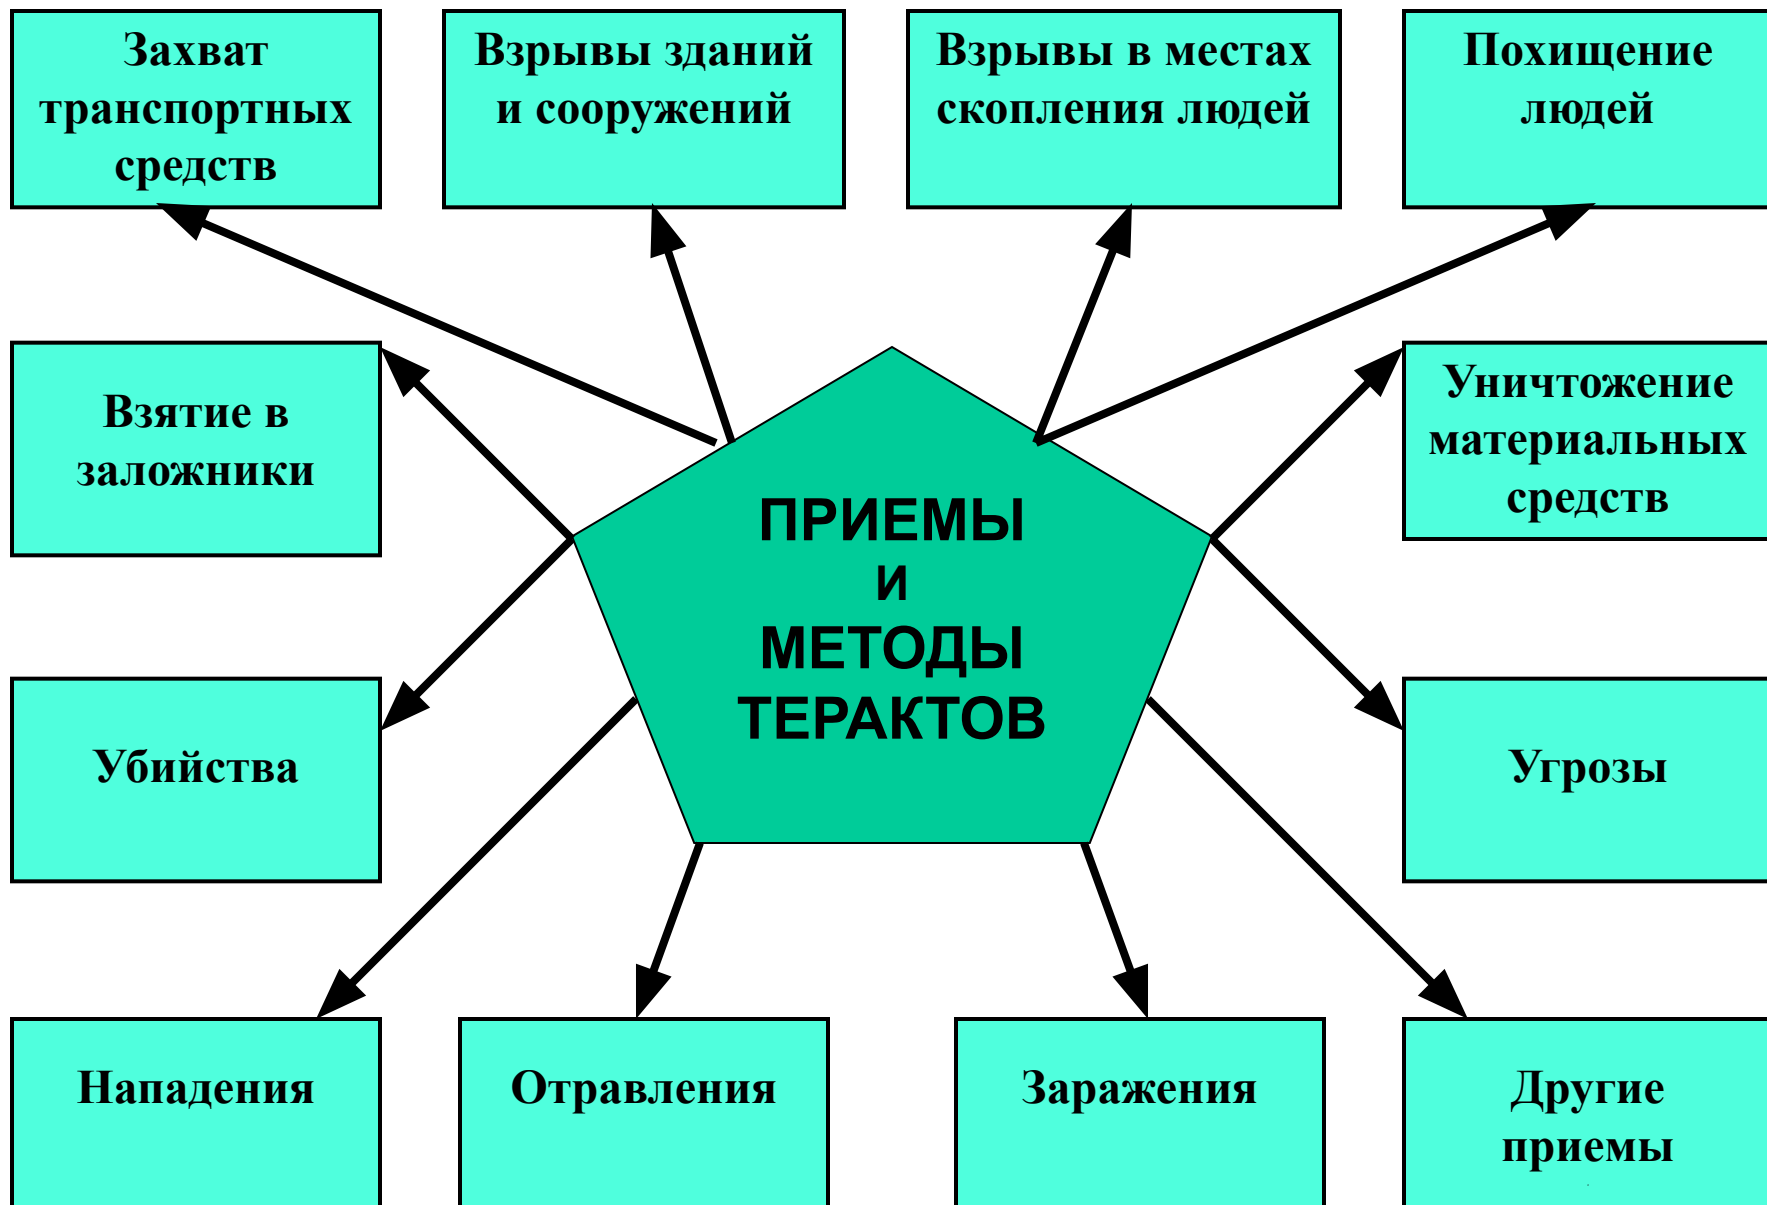 Захват
транспортных
средств
Взрывы зданий
и сооружений
Взрывы в местах
скопления людей
Похищение
людей
Взятие в
заложники
Уничтожение
материальных
средств
ПРИЕМЫ
И
МЕТОДЫ
ТЕРАКТОВ
Убийства
Угрозы
Нападения
Отравления
Заражения
Другие
приемы